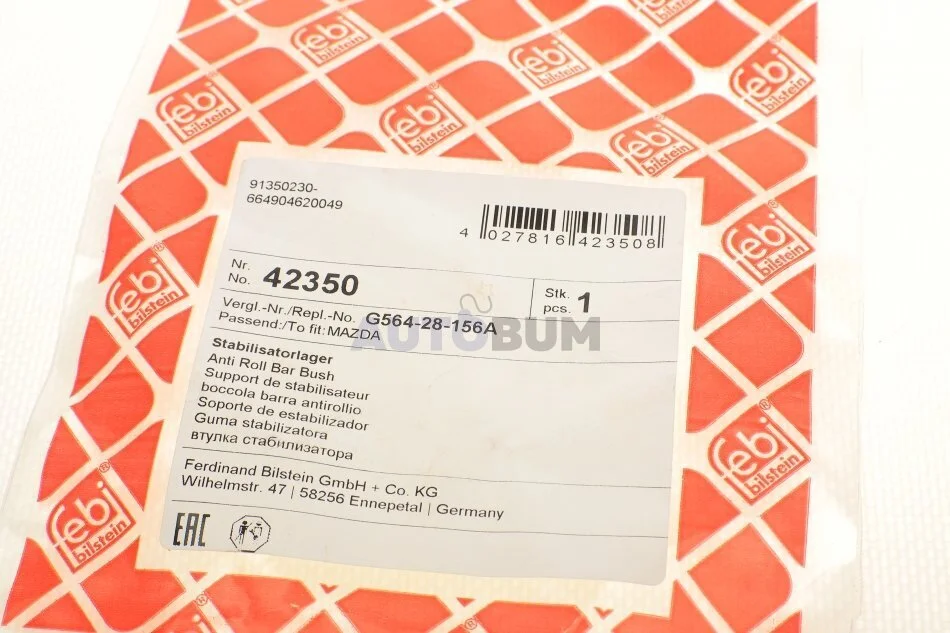 febi
bilstein
®
91350230-
664904620049
4 027816 423508
Nr.
No. 42350
Stk.
pcs. 1
Vergl.-Nr./Repl.-No. G564-28-156A
Passend:/To fit: MAZDA
AUTOBUM
Stabilisatorlager
Anti Roll Bar Bush
Support de stabilisateur
boccola barra antirollio
Soporte de estabilizador
Guma stabilizatora
втулка стабилизатора
Ferdinand Bilstein GmbH + Co. KG
Wilhelmstr. 47 | 58256 Ennepetal | Germany
EAC